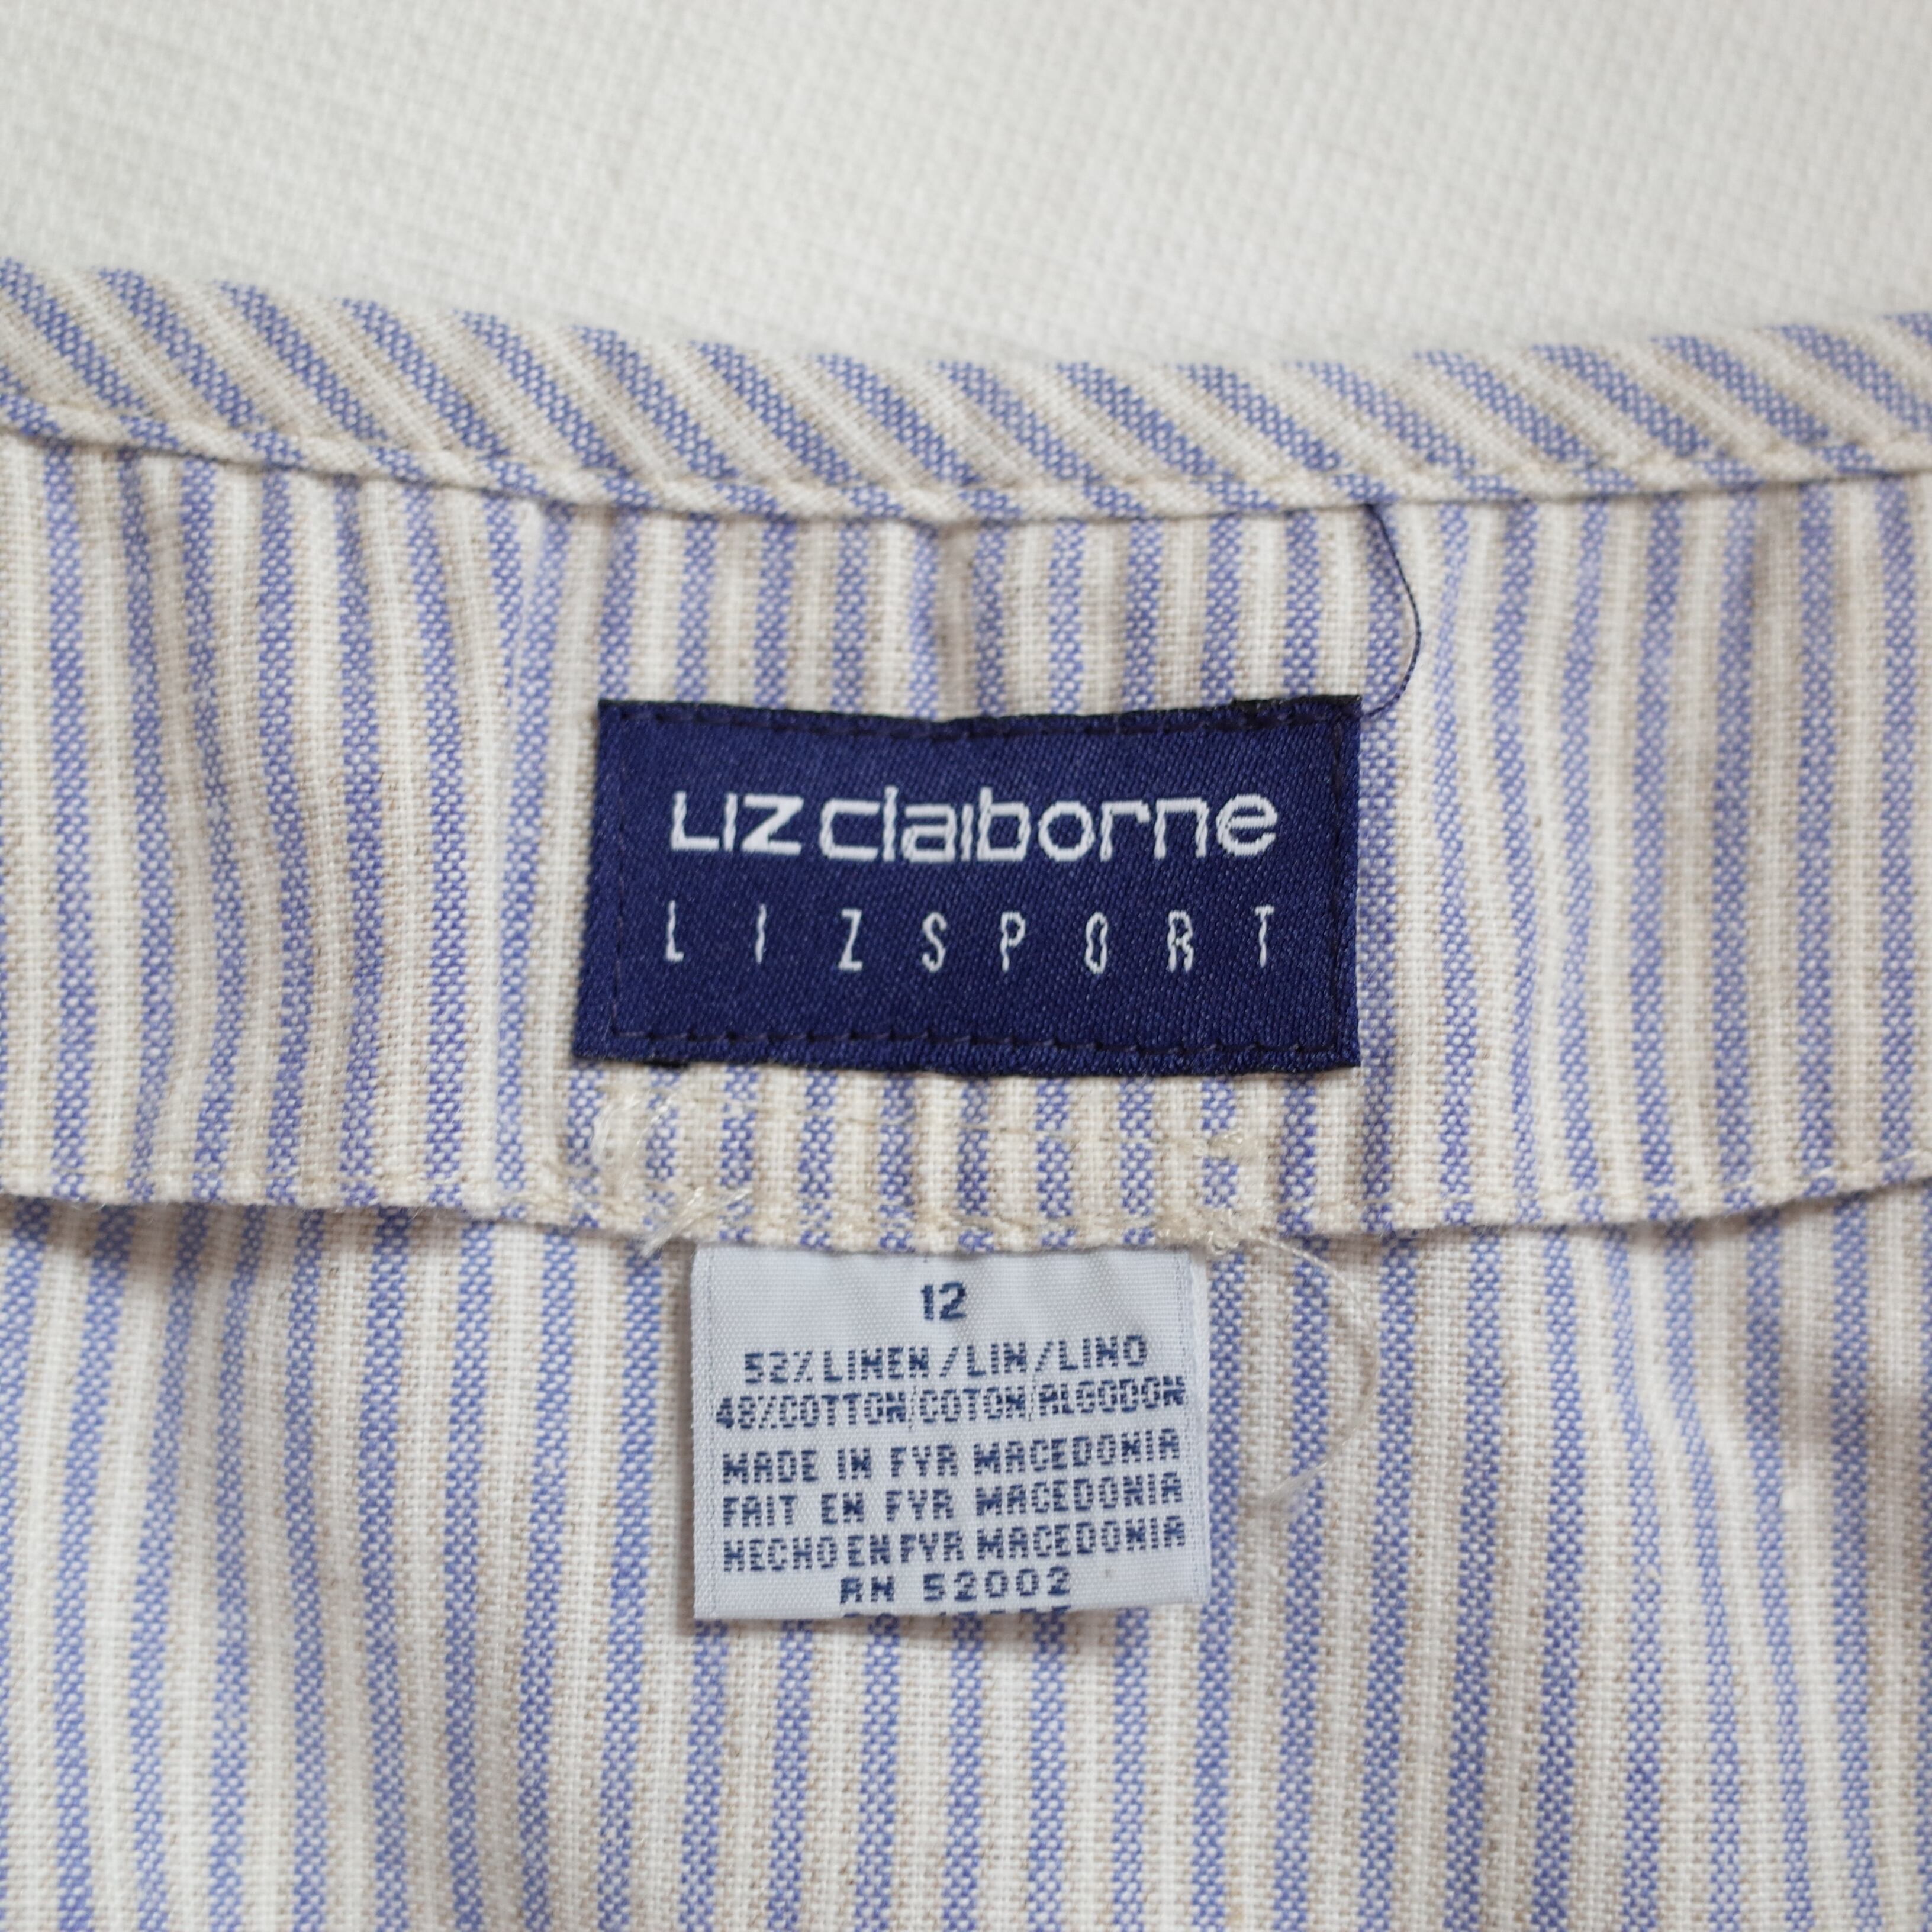 Liz claiborne
LIZSPORT
12
52% LINEN/LIN/LINO
48% COTTON/COTON/ALGODON
MADE IN FYR MACEDONIA
FAIT EN FYR MACEDONIA
HECHO EN FYR MACEDONIA
RN 52002